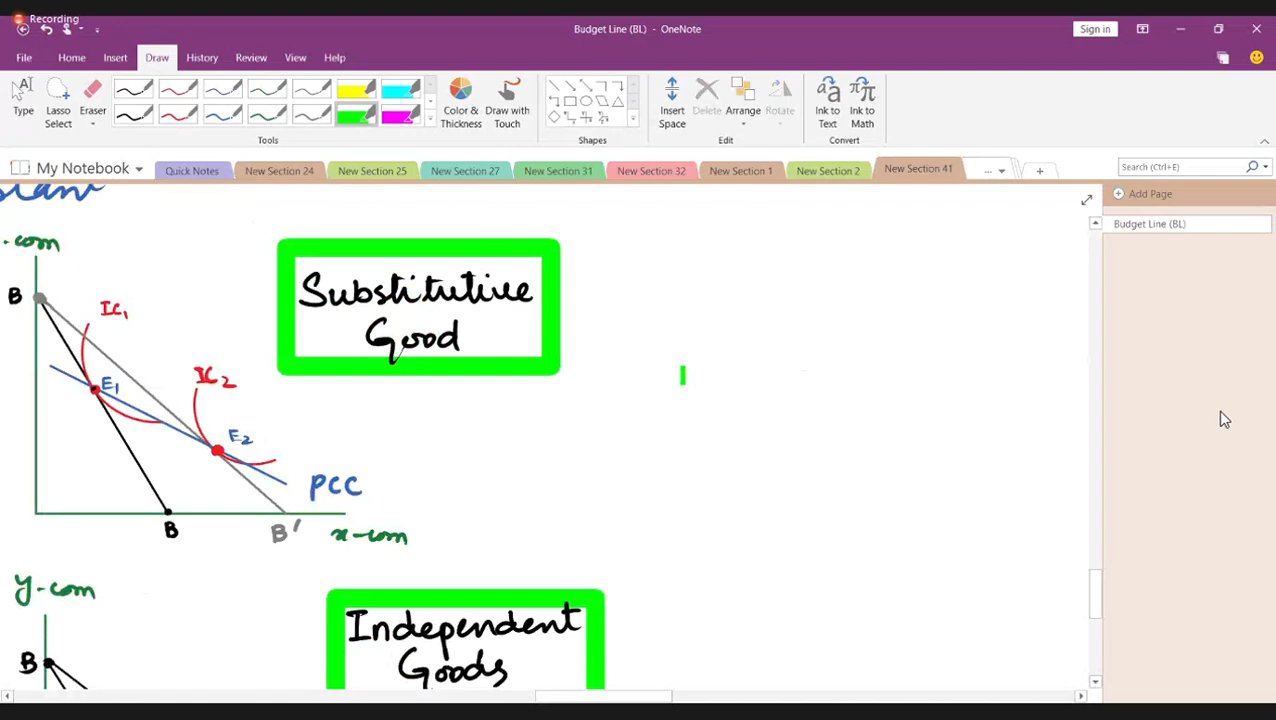 Recording
Budget Line (BL) - OneNote
Sign in
File Home Insert Draw History Review View Help
Type
Lasso Select
Eraser
Color & Thickness
Draw with Touch
Insert Space
Delete
Arrange
Rotate
Ink to Text
Ink to Math
Tools
Shapes
Edit
Convert
My Notebook
Quick Notes
New Section 24
New Section 25
New Section 27
New Section 31
New Section 32
New Section 1
New Section 2
New Section 41
...
Search (Ctrl+E)
Add Page
Budget Line (BL)
-com
B
IC1
E1
IC2
E2
PCC
B
B'
x-com
Substitutive
Good
y-com
B
Independent
Goods